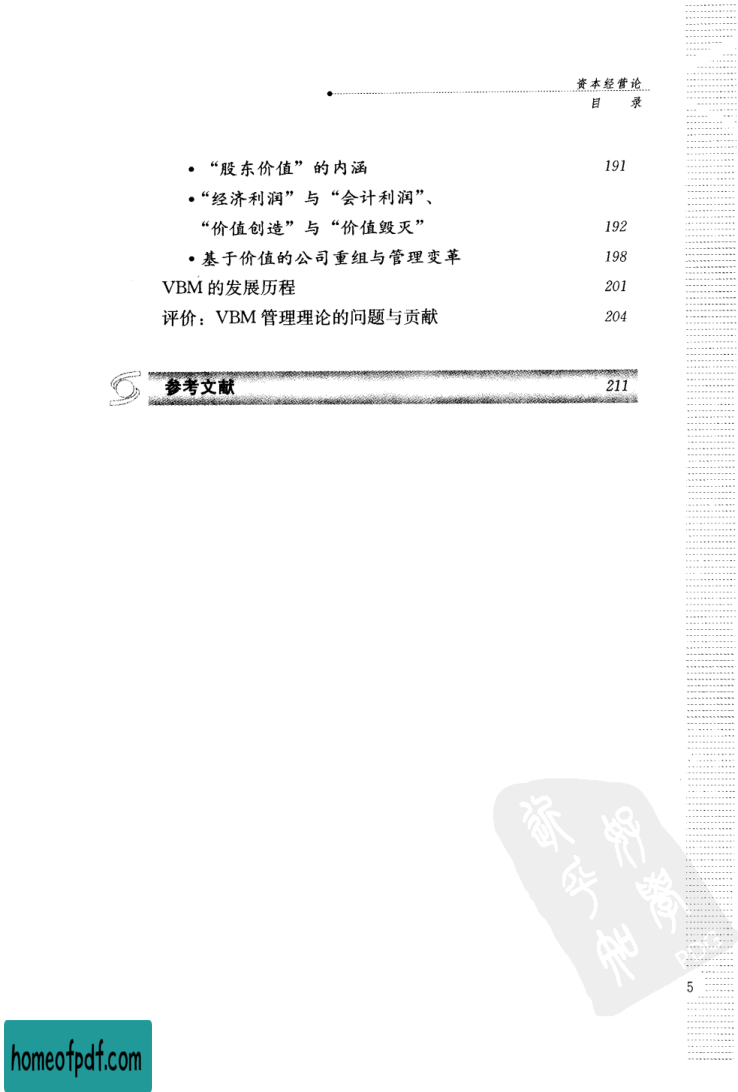 资本经营论
目 录
• “股东价值”的内涵 191
•“经济利润”与“会计利润”、
“价值创造”与“价值毁灭” 192
• 基于价值的公司重组与管理变革 198
VBM 的发展历程 201
评价：VBM 管理理论的问题与贡献 204
参考文献 211
5
homeofpdf.com